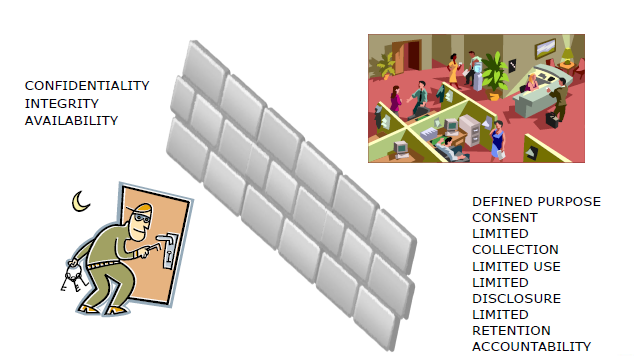 CONFIDENTIALITY
INTEGRITY
AVAILABILITY
DEFINED PURPOSE
CONSENT
LIMITED
COLLECTION
LIMITED USE
LIMITED
DISCLOSURE
LIMITED
RETENTION
ACCOUNTABILITY